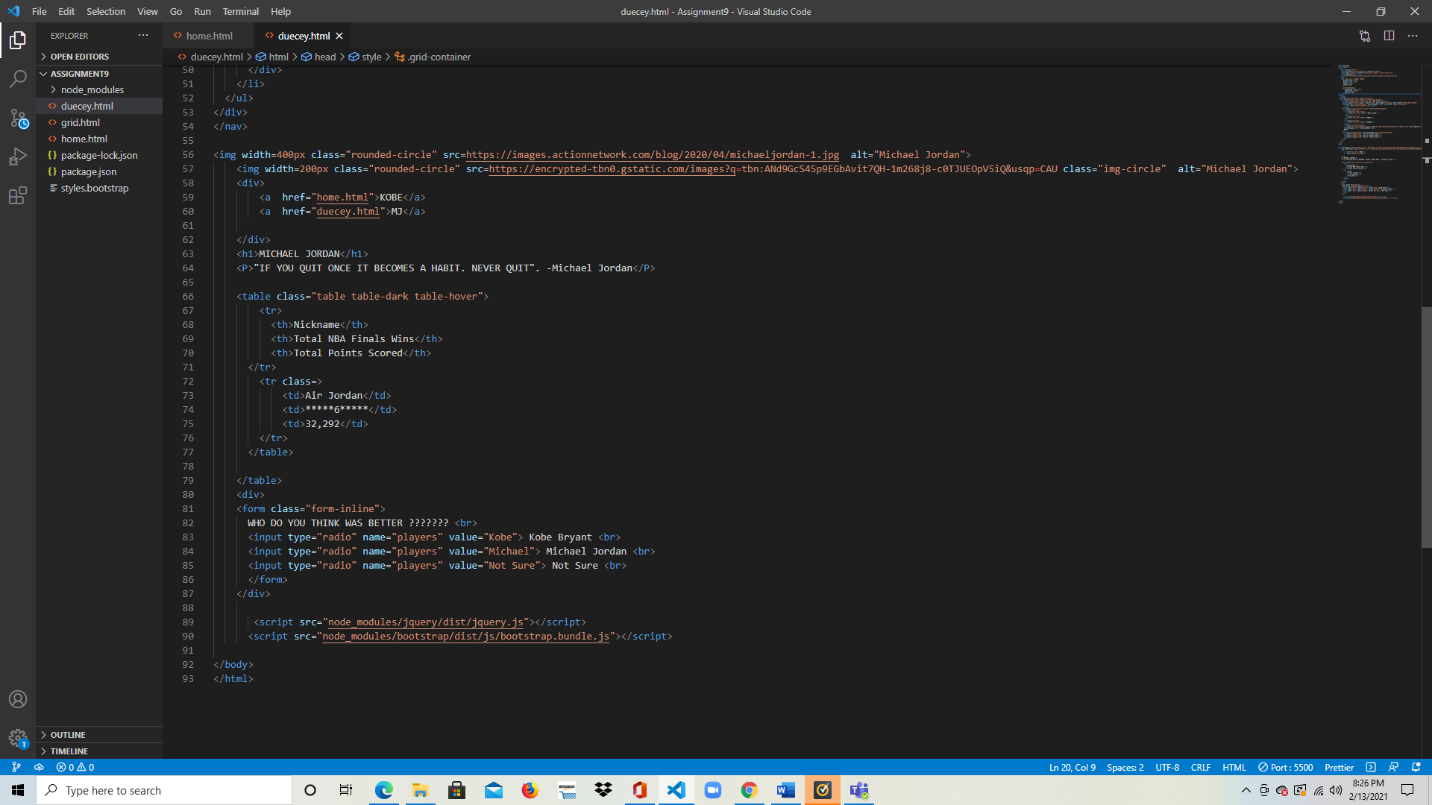 File Edit Selection View Go Run Terminal Help
duecey.html - Assignment9 - Visual Studio Code
EXPLORER ···
home.html
duecey.html
OPEN EDITORS
duecey.html > html > head > style > .grid-container
ASSIGNMENT9
node_modules
duecey.html
grid.html
home.html
package-lock.json
package.json
styles.bootstrap
50 </div>
51 </li>
52 </ul>
53 </div>
54 </nav>
55
56 <img width=400px class="rounded-circle" src=https://images.actionnetwork.com/blog/2020/04/michaeljordan-1.jpg alt="Michael Jordan">
57 <img width=200px class="rounded-circle" src=https://encrypted-tbn0.gstatic.com/images?q=tbn:ANd9GcS45p9EGbAvit7QH-1m268j8-c0TJUEOpV5iQ&usqp=CAU class="img-circle" alt="Michael Jordan">
58 <div>
59 <a href="home.html">KOBE</a>
60 <a href="duecey.html">MJ</a>
61
62 </div>
63 <h1>MICHAEL JORDAN</h1>
64 <P>"IF YOU QUIT ONCE IT BECOMES A HABIT. NEVER QUIT". -Michael Jordan</P>
65
66 <table class="table table-dark table-hover">
67 <tr>
68 <th>Nickname</th>
69 <th>Total NBA Finals Wins</th>
70 <th>Total Points Scored</th>
71 </tr>
72 <tr class=>
73 <td>Air Jordan</td>
74 <td>*****6*****</td>
75 <td>32,292</td>
76 </tr>
77 </table>
78
79 </table>
80 <div>
81 <form class="form-inline">
82 WHO DO YOU THINK WAS BETTER ??????? <br>
83 <input type="radio" name="players" value="Kobe"> Kobe Bryant <br>
84 <input type="radio" name="players" value="Michael"> Michael Jordan <br>
85 <input type="radio" name="players" value="Not Sure"> Not Sure <br>
86 </form>
87 </div>
88
89 <script src="node_modules/jquery/dist/jquery.js"></script>
90 <script src="node_modules/bootstrap/dist/js/bootstrap.bundle.js"></script>
91
92 </body>
93 </html>
OUTLINE
TIMELINE
1
0 0
Ln 20, Col 9 Spaces: 2 UTF-8 CRLF HTML Port : 5500 Prettier
Type here to search
8:26 PM
2/13/2021